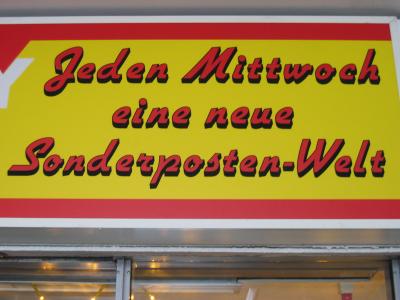 Jeden Mittwoch
eine neue
Sonderposten-Welt